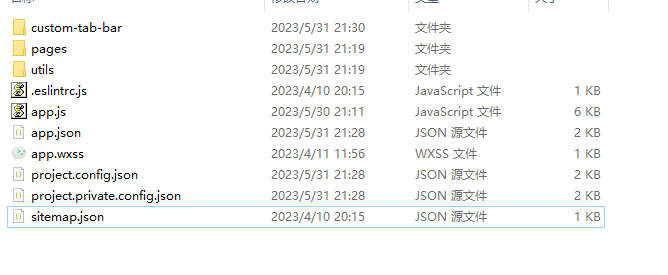 custom-tab-bar 2023/5/31 21:30 文件夹
pages 2023/5/31 21:19 文件夹
utils 2023/5/31 21:19 文件夹
.eslintrc.js 2023/4/10 20:15 JavaScript 文件 1 KB
app.js 2023/5/30 21:11 JavaScript 文件 6 KB
app.json 2023/5/31 21:28 JSON 源文件 2 KB
app.wxss 2023/4/11 11:56 WXSS 文件 1 KB
project.config.json 2023/5/31 21:28 JSON 源文件 2 KB
project.private.config.json 2023/5/31 21:28 JSON 源文件 2 KB
sitemap.json 2023/4/10 20:15 JSON 源文件 1 KB